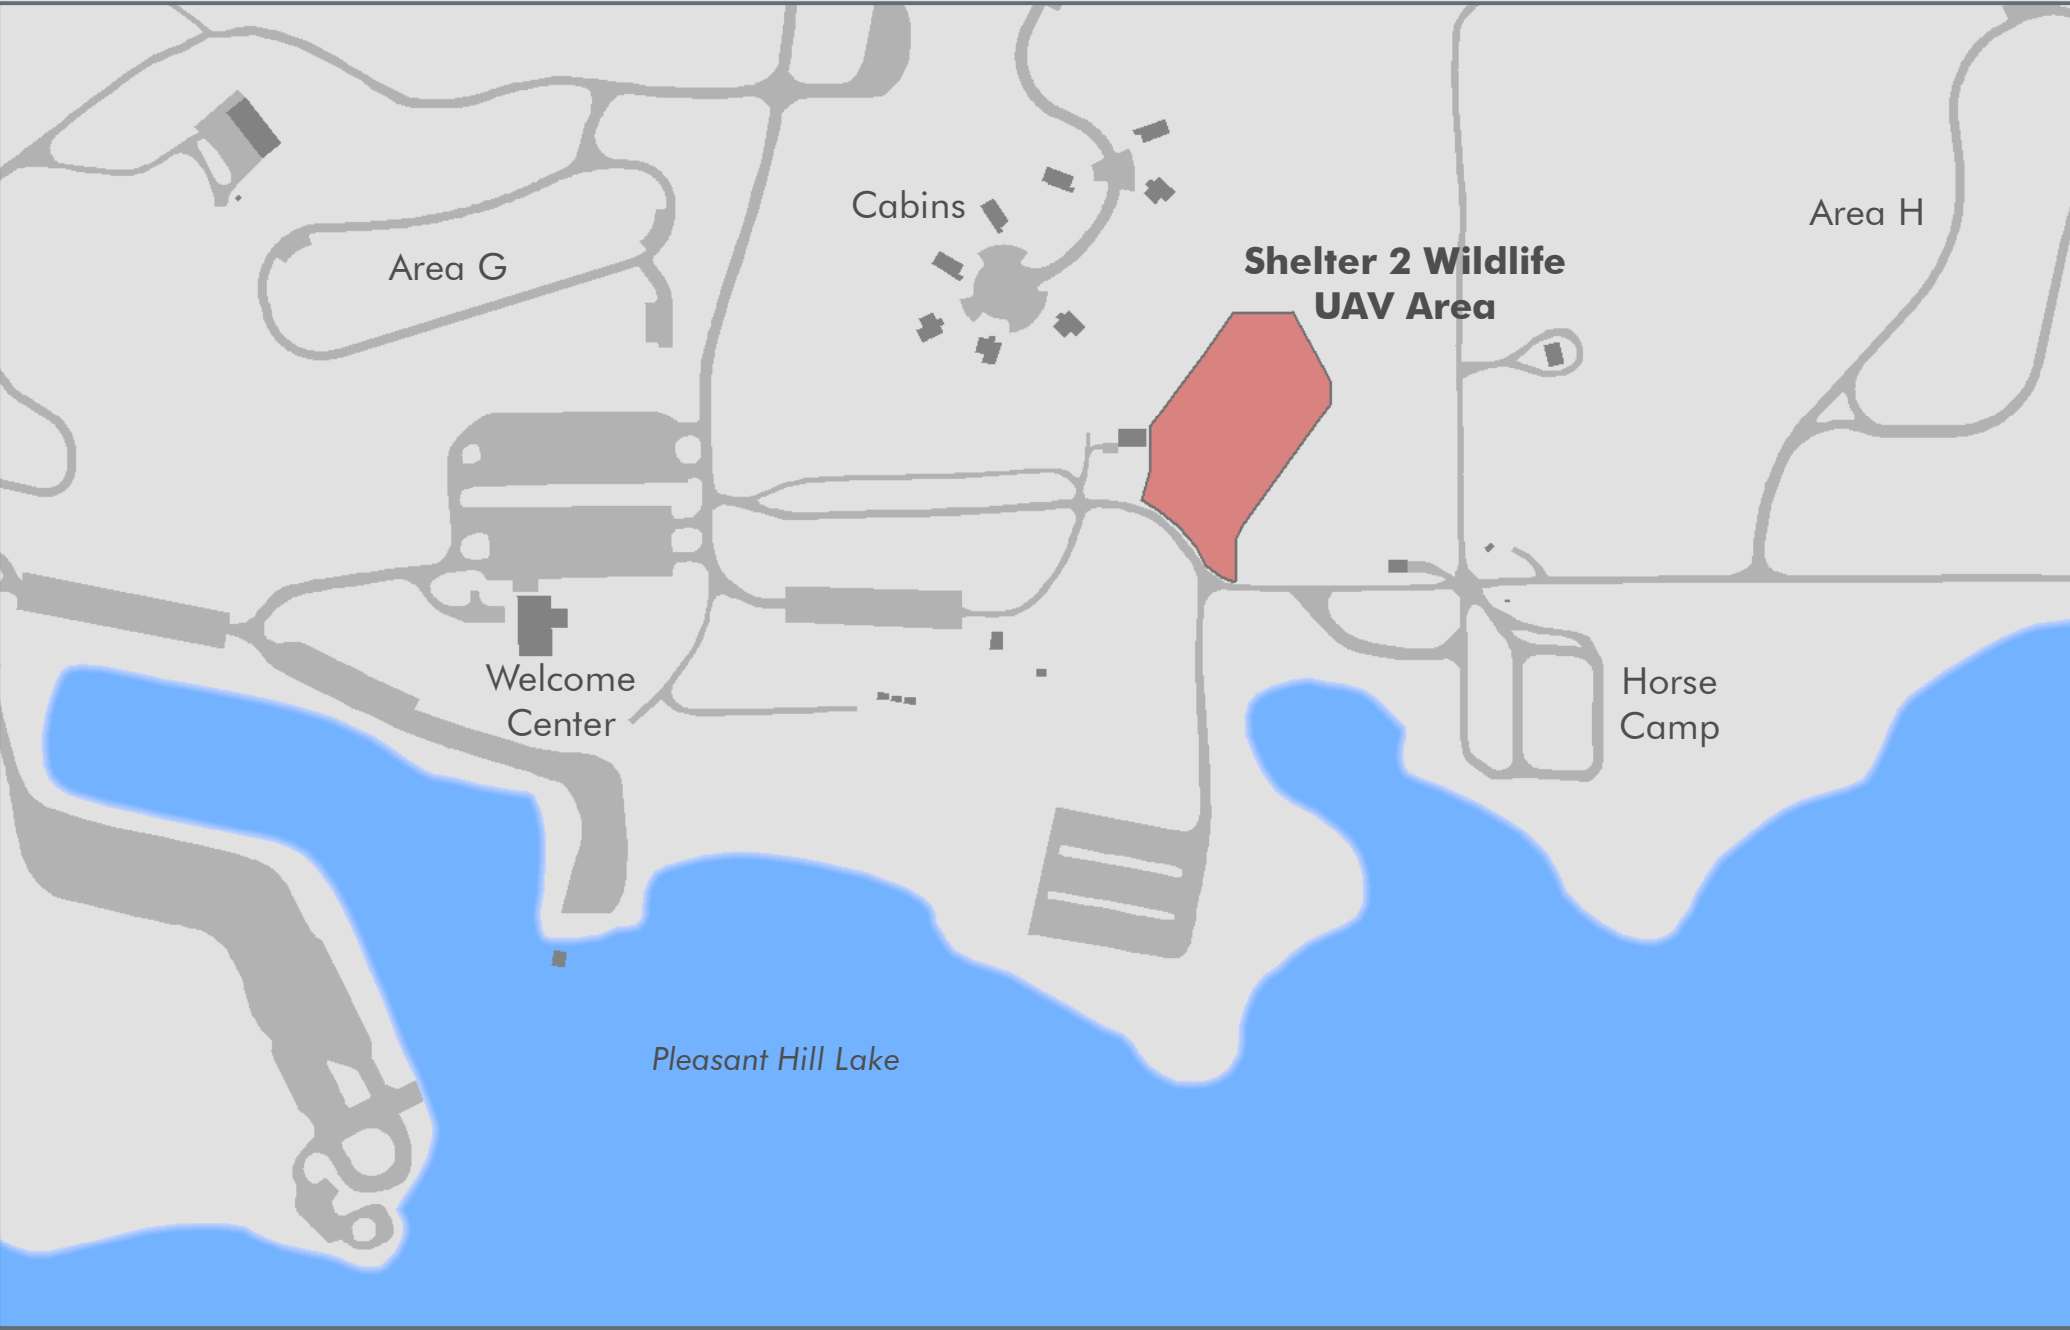 Cabins
Area H
Shelter 2 Wildlife
UAV Area
Area G
Welcome
Center
Horse
Camp
Pleasant Hill Lake